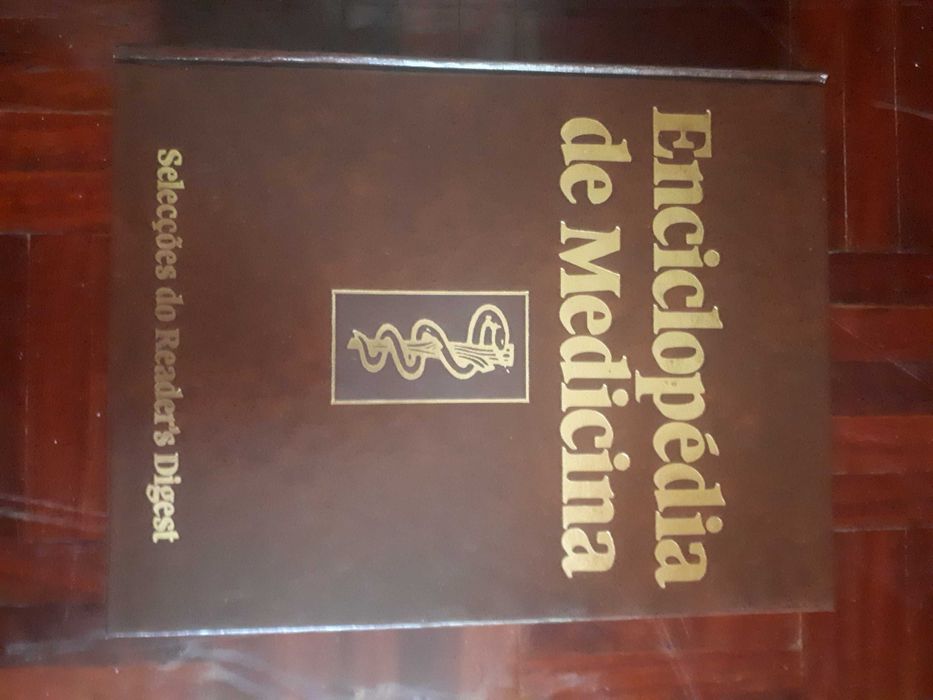 Enciclopédia
de Medicina
Selecções do Reader's Digest